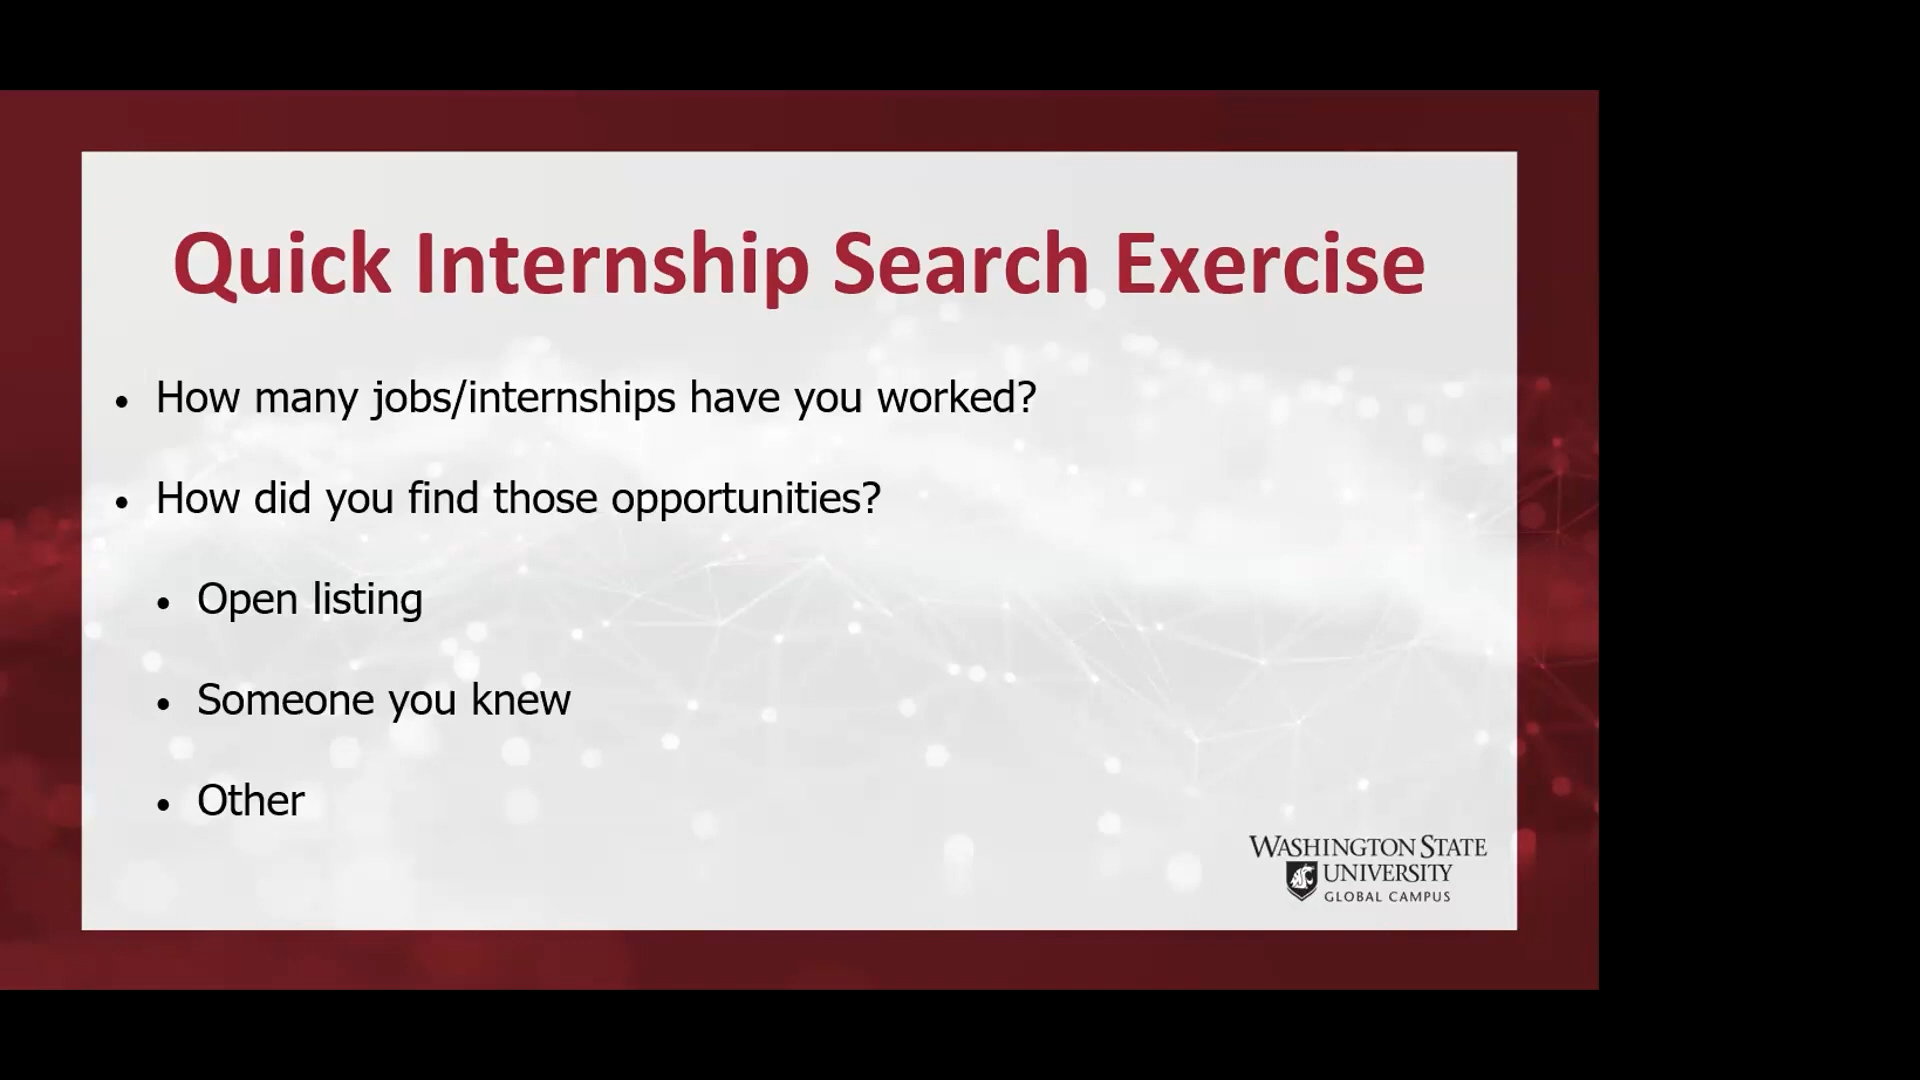 Quick Internship Search Exercise
• How many jobs/internships have you worked?
• How did you find those opportunities?
• Open listing
• Someone you knew
• Other
WASHINGTON STATE
UNIVERSITY
GLOBAL CAMPUS